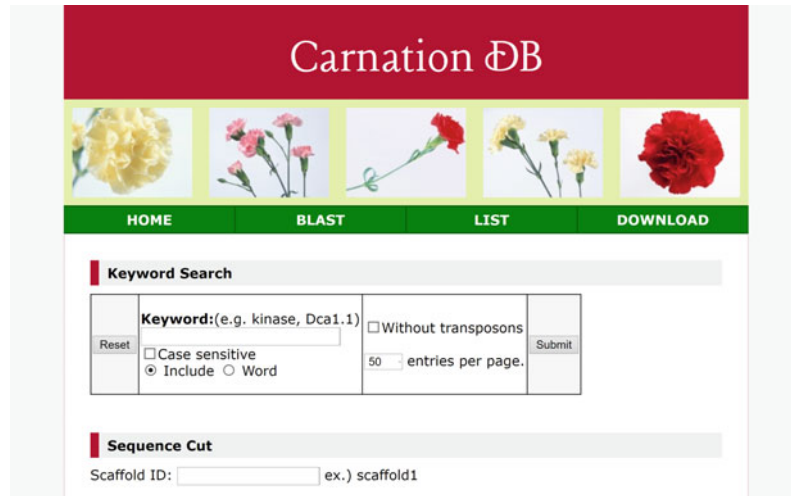 Carnation DB
HOME BLAST LIST DOWNLOAD
Keyword Search
Reset
Keyword:(e.g. kinase, Dca1.1)
Case sensitive
Include Word
Without transposons
50 entries per page.
Submit
Sequence Cut
Scaffold ID: ex.) scaffold1